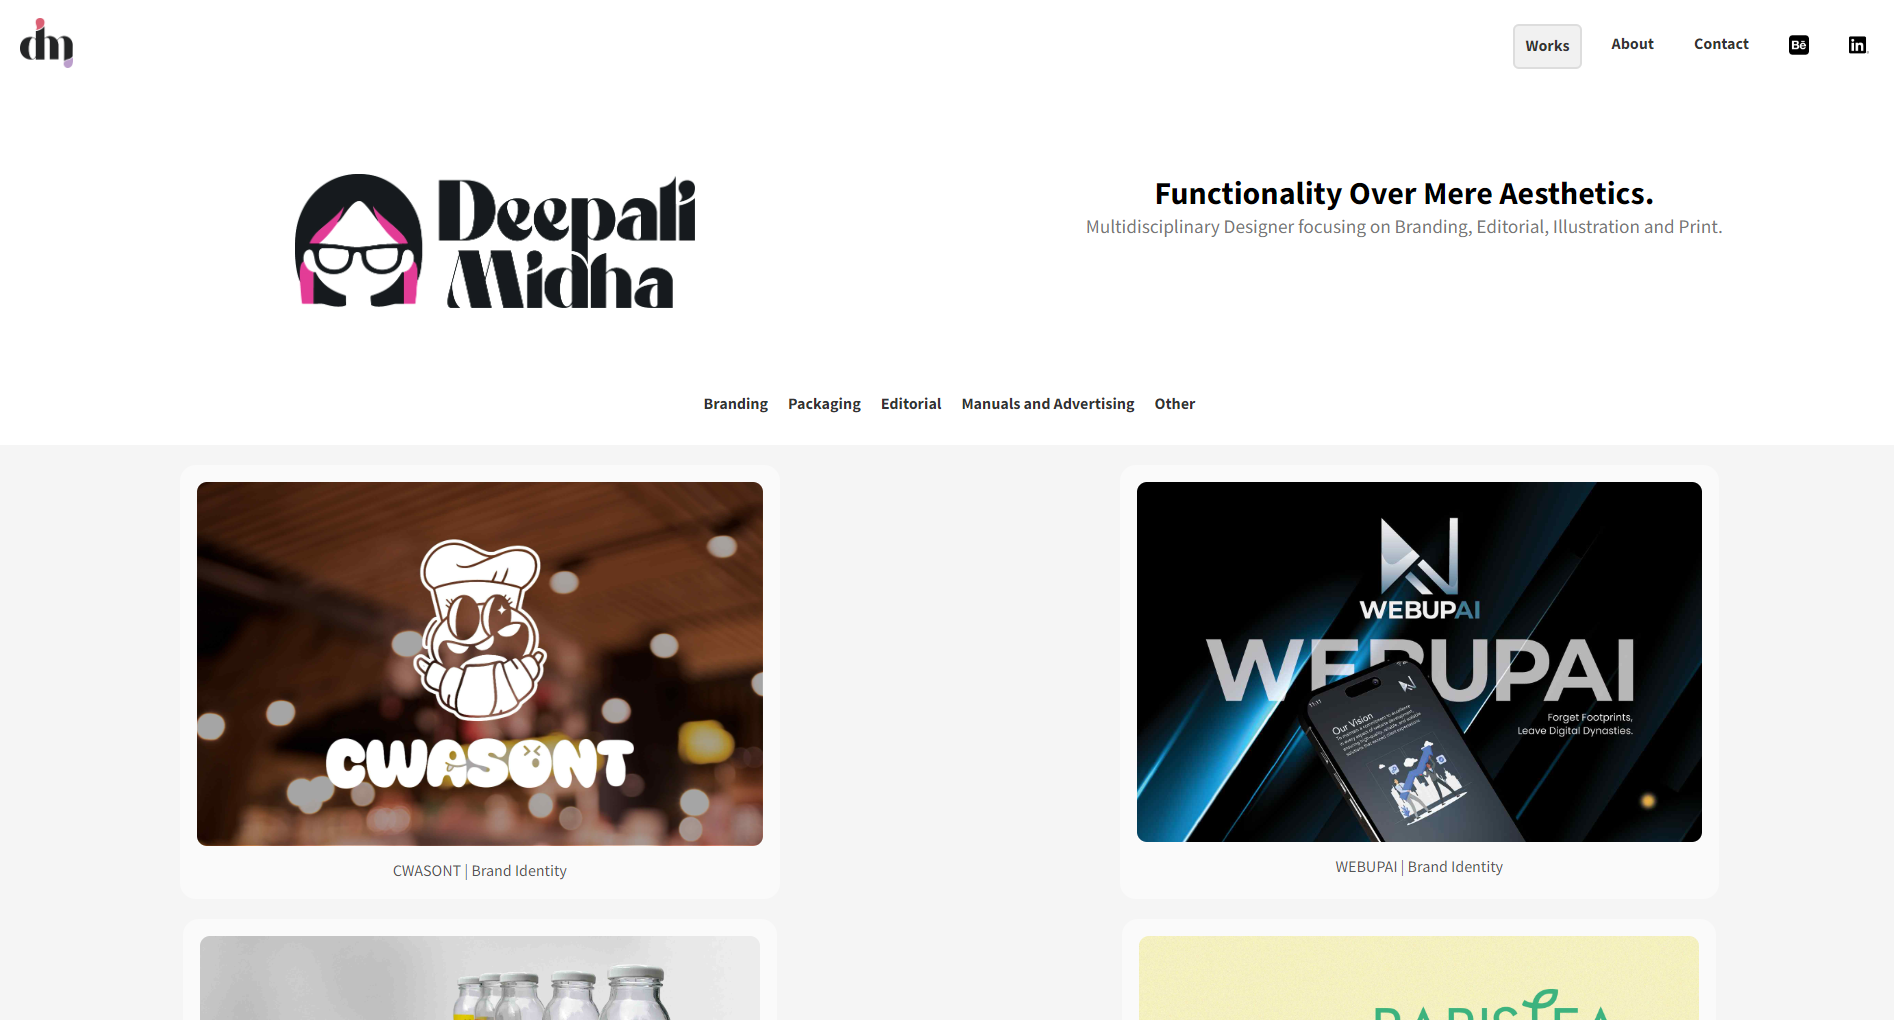 dm
Works
About
Contact
Bē
in
Deepali
Midha
Functionality Over Mere Aesthetics.
Multidisciplinary Designer focusing on Branding, Editorial, Illustration and Print.
Branding
Packaging
Editorial
Manuals and Advertising
Other
CWASONT
CWASONT | Brand Identity
WEBUPAI
WEBUPAI
Forget Footprints,
Leave Digital Dynasties.
11:11
Our Vision
WEBUPAI | Brand Identity